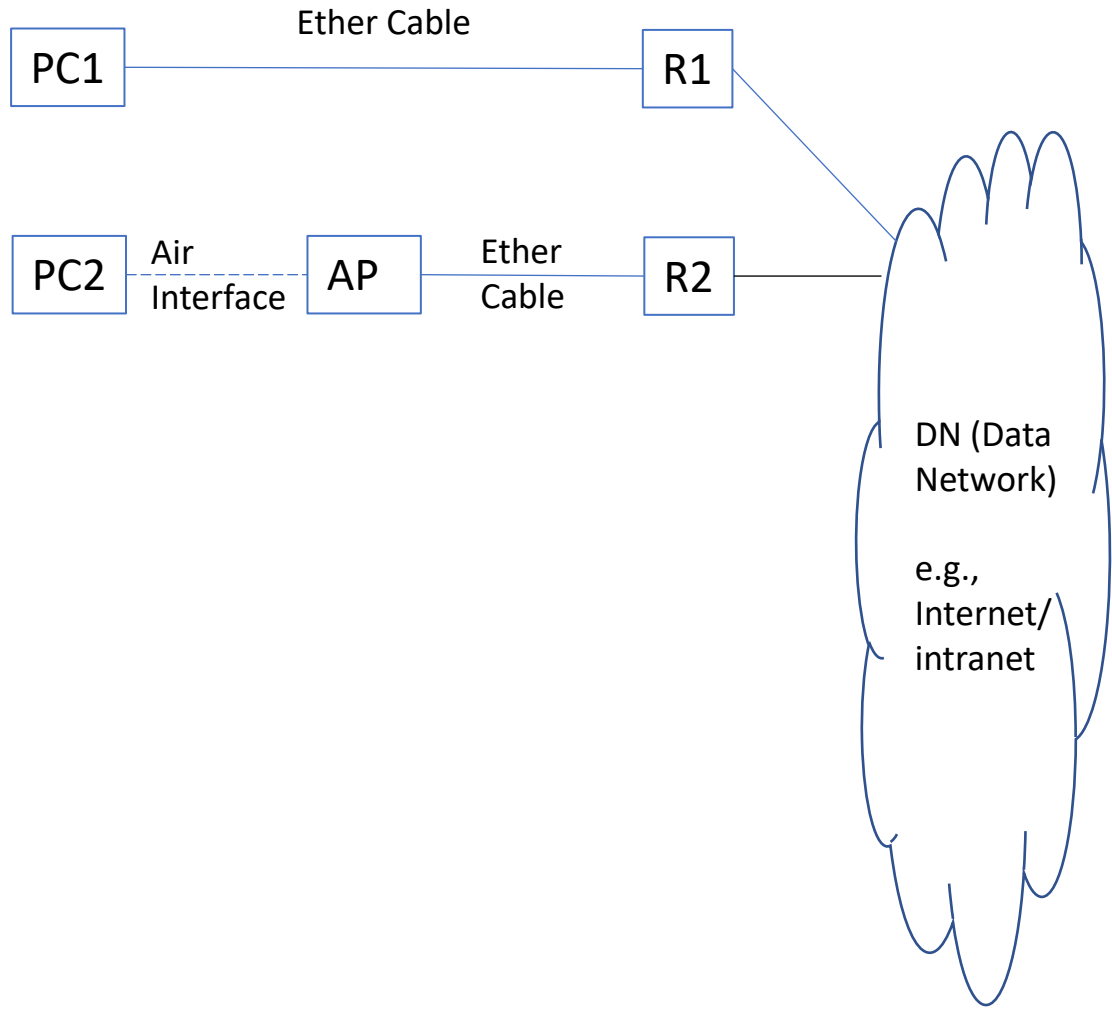 Ether Cable
PC1
R1
PC2
Air
Interface
AP
Ether
Cable
R2
DN (Data
Network)
e.g.,
Internet/
intranet